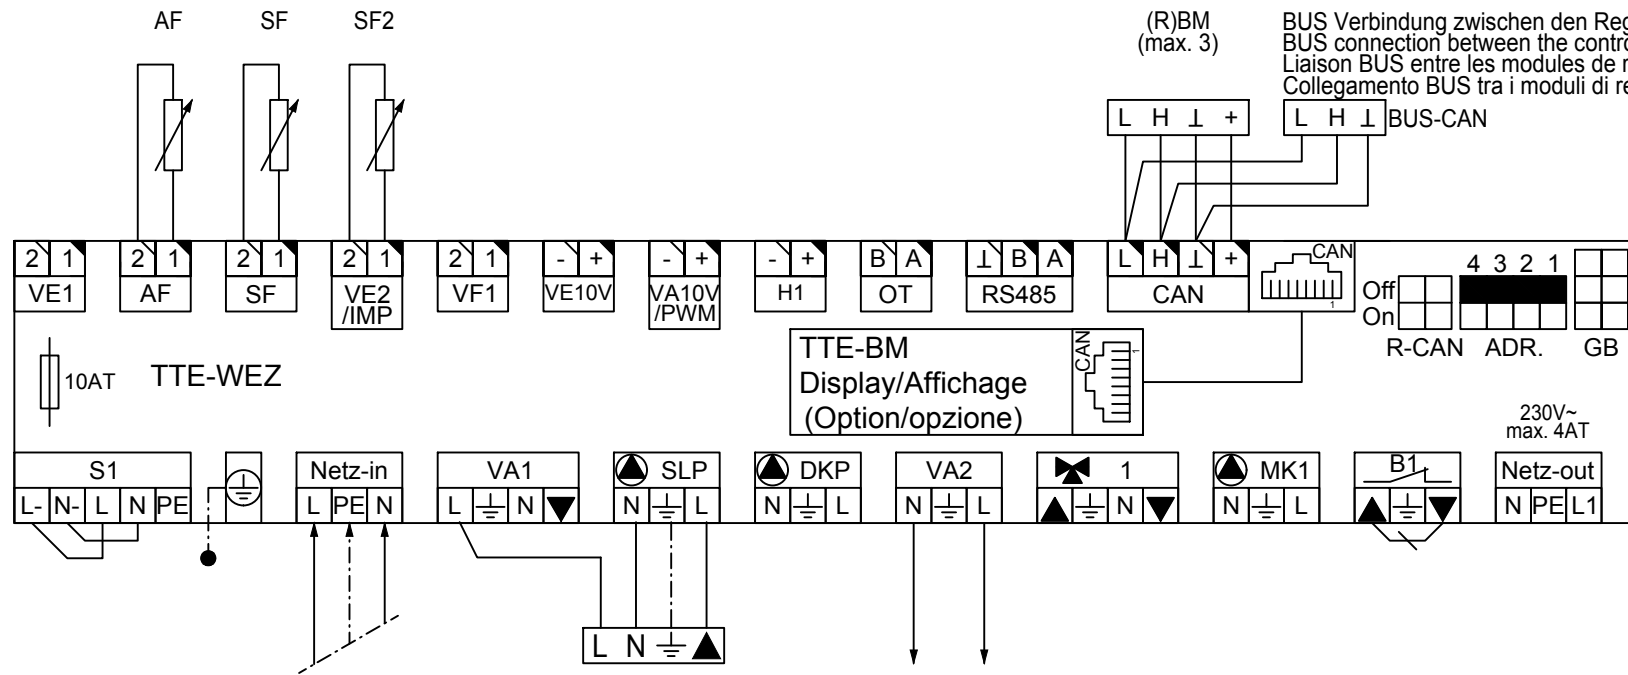 AF SF SF2 (R)BM
(max. 3)
BUS Verbindung zwischen den
BUS connection between the
Liaison BUS entre les modules de
Collegamento BUS tra i moduli di
L H ⊥ + L H ⊥ BUS-CAN
2 1 2 1 2 1 2 1 2 1 - + - + - + B A ⊥ B A L H ⊥ + CAN 1
VE1 AF SF VE2 /IMP VF1 VE10V VA10V /PWM H1 OT RS485 CAN
4 3 2 1
Off
On
R-CAN ADR. GB
10AT TTE-WEZ
TTE-BM
Display/Affichage
(Option/opzione)
CAN 1
230V~
max. 4AT
S1 Netz-in VA1 SLP DKP VA2 1 MK1 B1 Netz-out
L- N- L N PE L PE N L ⏚ N ▼ N ⏚ L N ⏚ L N ⏚ L ▲ ⏚ N ▼ N ⏚ L ▲ ⏚ ▼ N PE L1
L N ⏚ ▲